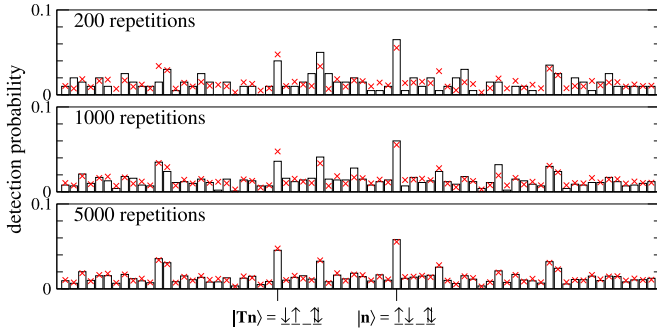 0.1
200 repetitions
0
0.1
1000 repetitions
0
0.1
5000 repetitions
0
detection probability
|Tn⟩ = ↓↑ _ ⇅ |n⟩ = ↑↓ _ ⇅